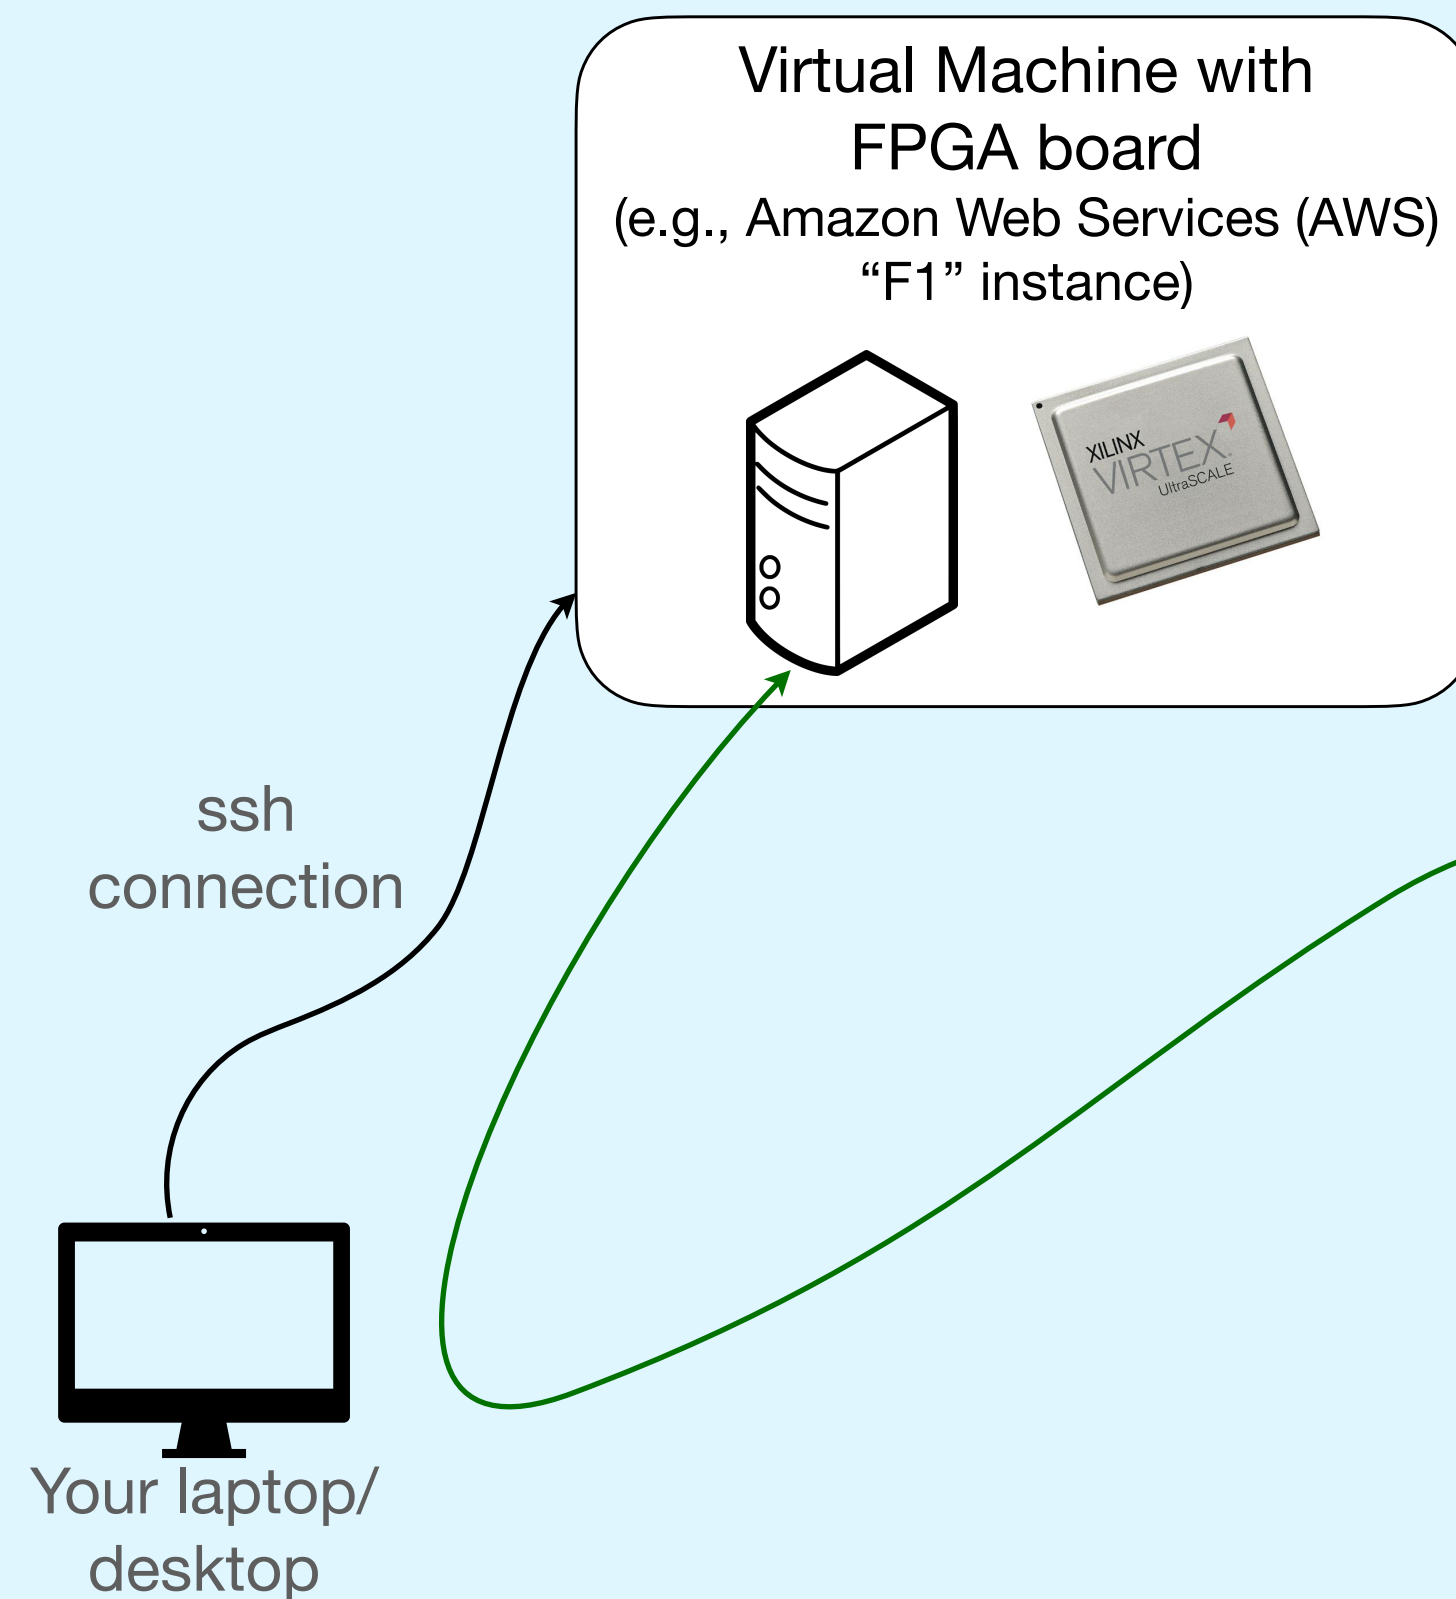 Virtual Machine with
FPGA board
(e.g., Amazon Web Services (AWS)
“F1” instance)
XILINX
VIRTEX.
UltraSCALE
ssh
connection
Your laptop/
desktop